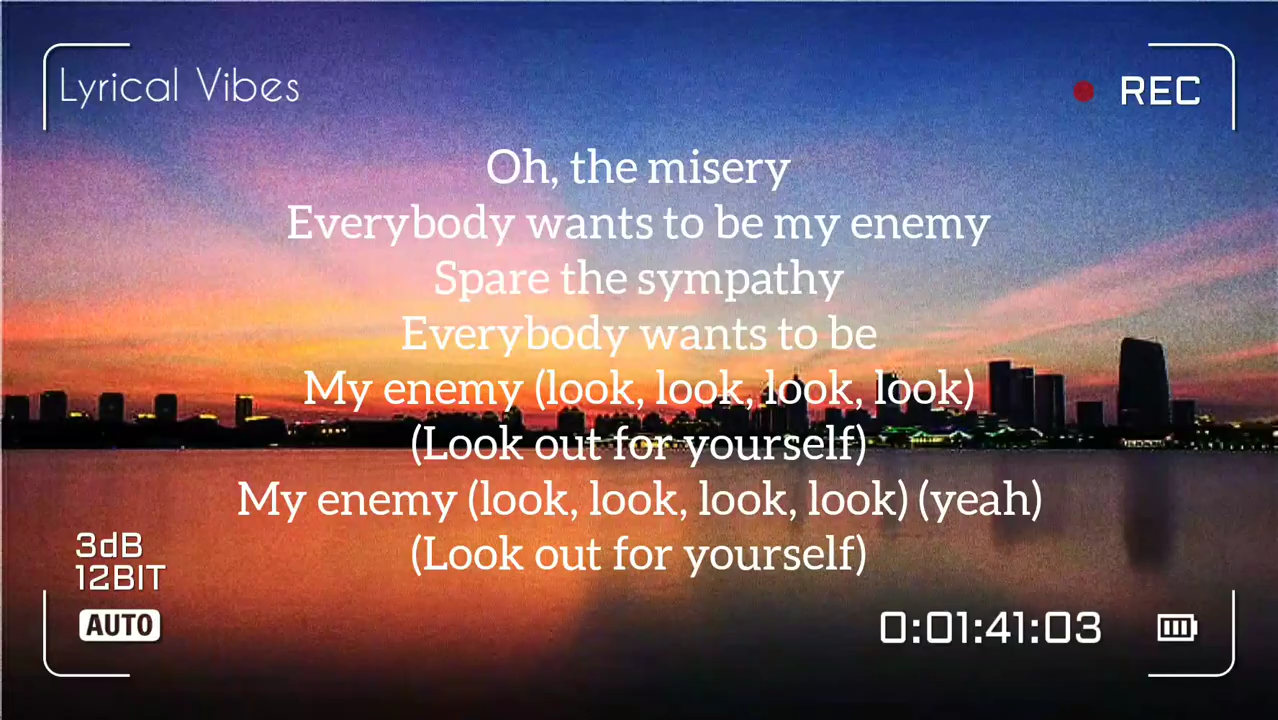 Lyrical Vibes
REC
Oh, the misery
Everybody wants to be my enemy
Spare the sympathy
Everybody wants to be
My enemy (look, look, look, look)
(Look out for yourself)
My enemy (look, look, look, look) (yeah)
(Look out for yourself)
3dB
12BIT
AUTO
0:01:41:03